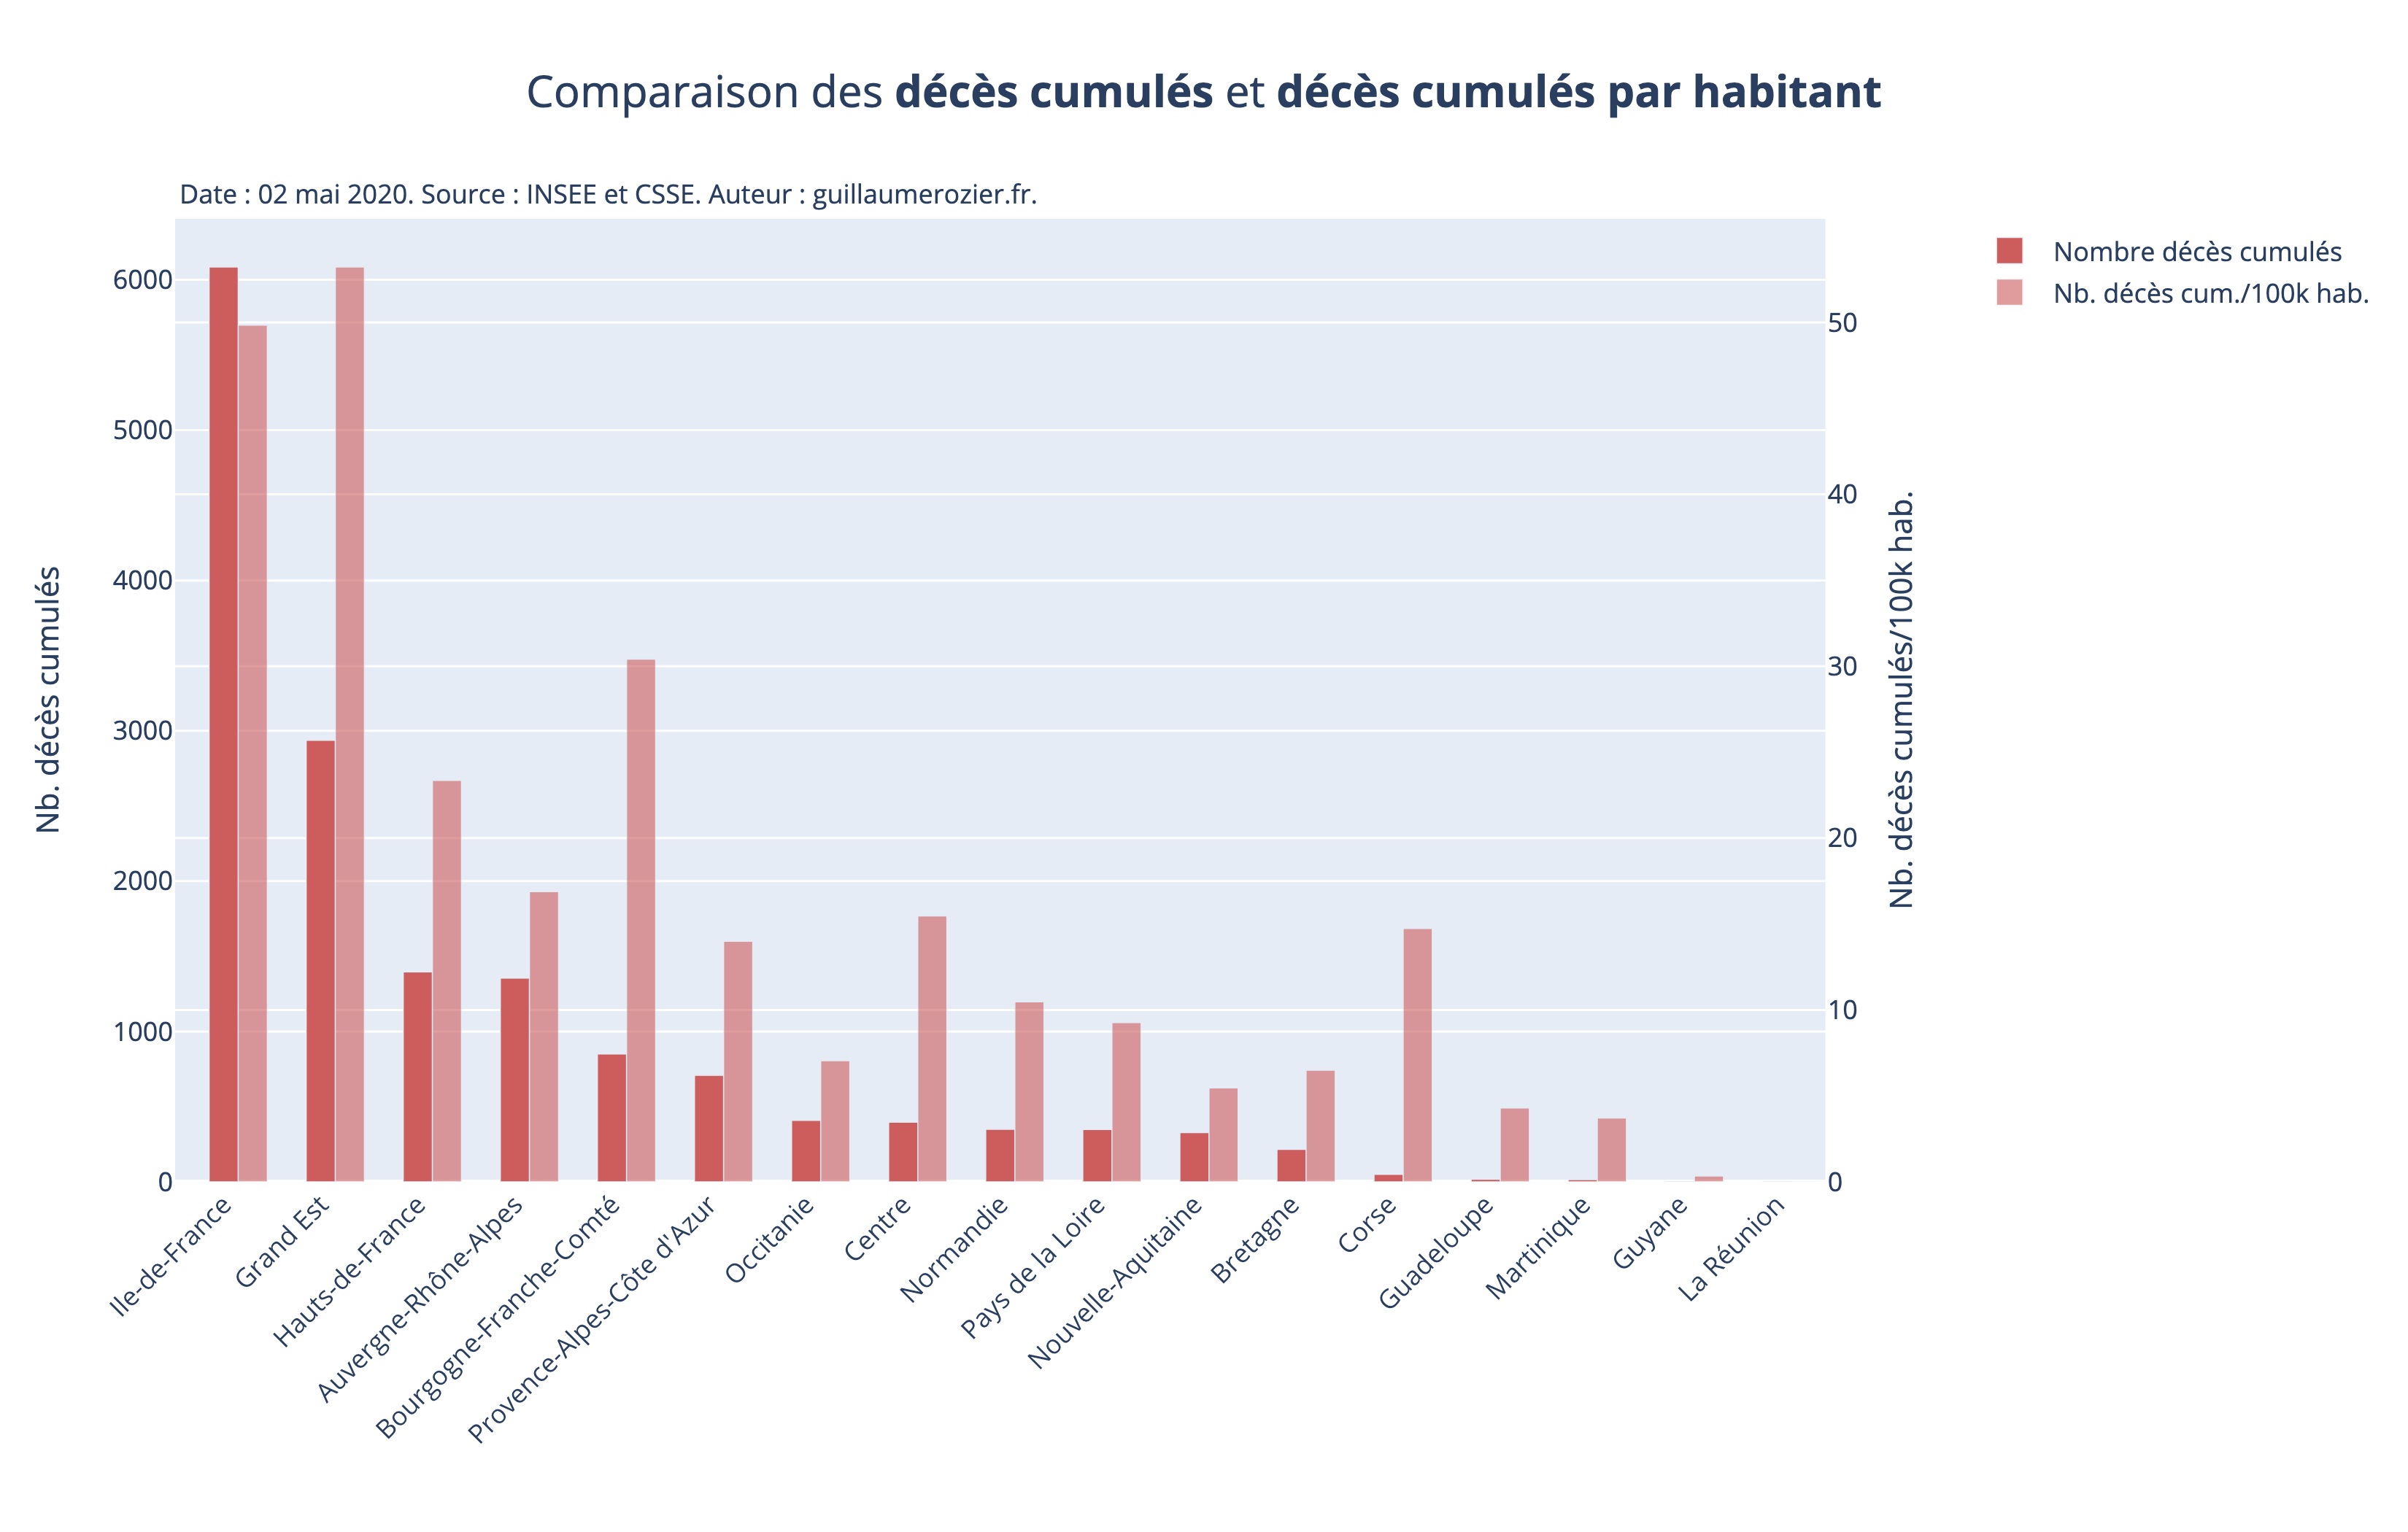 Comparaison des décès cumulés et décès cumulés par habitant
Date : 02 mai 2020. Source : INSEE et CSSE. Auteur : guillaumerozier.fr.
Nombre décès cumulés
Nb. décès cum./100k hab.
Nb. décès cumulés
6000
5000
4000
3000
2000
1000
0
50
40
30
20
10
0
Nb. décès cumulés/100k hab.
Ile-de-France
Grand Est
Hauts-de-France
Auvergne-Rhône-Alpes
Bourgogne-Franche-Comté
Provence-Alpes-Côte d'Azur
Occitanie
Centre
Normandie
Pays de la Loire
Nouvelle-Aquitaine
Bretagne
Corse
Guadeloupe
Martinique
Guyane
La Réunion